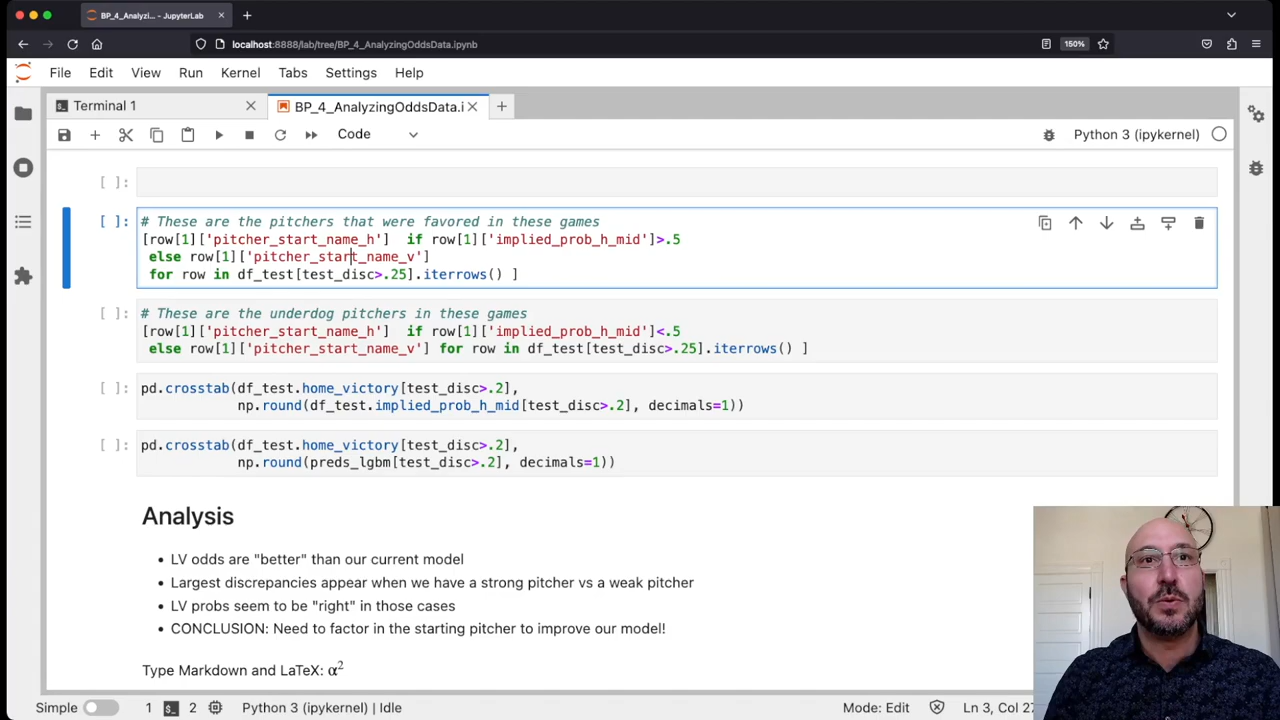 BP_4_Analyzi... - JupyterLab
localhost:8888/lab/tree/BP_4_AnalyzingOddsData.ipynb
150%
File Edit View Run Kernel Tabs Settings Help
Terminal 1
BP_4_AnalyzingOddsData.i
Code
Python 3 (ipykernel)
[ ]:
[ ]: # These are the pitchers that were favored in these games
[row[1]['pitcher_start_name_h']  if row[1]['implied_prob_h_mid']>.5
else row[1]['pitcher_start_name_v']
for row in df_test[test_disc>.25].iterrows() ]
[ ]: # These are the underdog pitchers in these games
[row[1]['pitcher_start_name_h']  if row[1]['implied_prob_h_mid']<.5
else row[1]['pitcher_start_name_v'] for row in df_test[test_disc>.25].iterrows() ]
[ ]: pd.crosstab(df_test.home_victory[test_disc>.2],
np.round(df_test.implied_prob_h_mid[test_disc>.2], decimals=1))
[ ]: pd.crosstab(df_test.home_victory[test_disc>.2],
np.round(preds_lgbm[test_disc>.2], decimals=1))
Analysis
• LV odds are "better" than our current model
• Largest discrepancies appear when we have a strong pitcher vs a weak pitcher
• LV probs seem to be "right" in those cases
• CONCLUSION: Need to factor in the starting pitcher to improve our model!
Type Markdown and LaTeX: α²
Simple 1 2 Python 3 (ipykernel) | Idle Mode: Edit Ln 3, Col 27